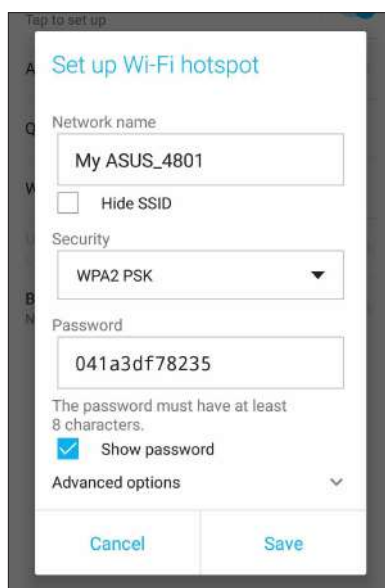 Tap to set up
A
Set up Wi-Fi hotspot
Q
Network name
My ASUS_4801
W
Hide SSID
Security
WPA2 PSK
B
N
Password
041a3df78235
The password must have at least
8 characters.
Show password
Advanced options
Cancel
Save